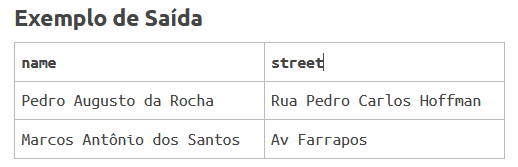 Exemplo de Saída
name street
Pedro Augusto da Rocha Rua Pedro Carlos Hoffman
Marcos Antônio dos Santos Av Farrapos